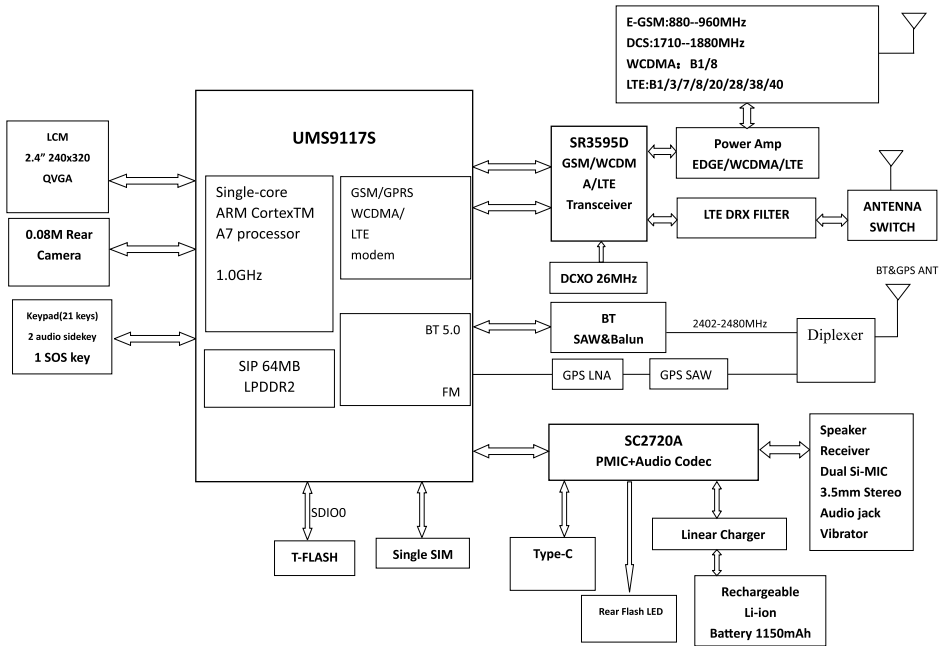 E-GSM:880--960MHz
DCS:1710--1880MHz
WCDMA： B1/8
LTE:B1/3/7/8/20/28/38/40
UMS9117S
LCM
2.4” 240x320
QVGA
0.08M Rear
Camera
Keypad(21 keys)
2 audio sidekey
1 SOS key
Single-core
ARM CortexTM
A7 processor
1.0GHz
GSM/GPRS
WCDMA/
LTE
modem
SIP 64MB
LPDDR2
BT 5.0
FM
SR3595D
GSM/WCDM
A/LTE
Transceiver
Power Amp
EDGE/WCDMA/LTE
LTE DRX FILTER
ANTENNA
SWITCH
DCXO 26MHz
BT&GPS ANT
BT
SAW&Balun
2402-2480MHz
Diplexer
GPS LNA
GPS SAW
SC2720A
PMIC+Audio Codec
Speaker
Receiver
Dual Si-MIC
3.5mm Stereo
Audio jack
Vibrator
SDIO0
T-FLASH
Single SIM
Type-C
Linear Charger
Rear Flash LED
Rechargeable
Li-ion
Battery 1150mAh